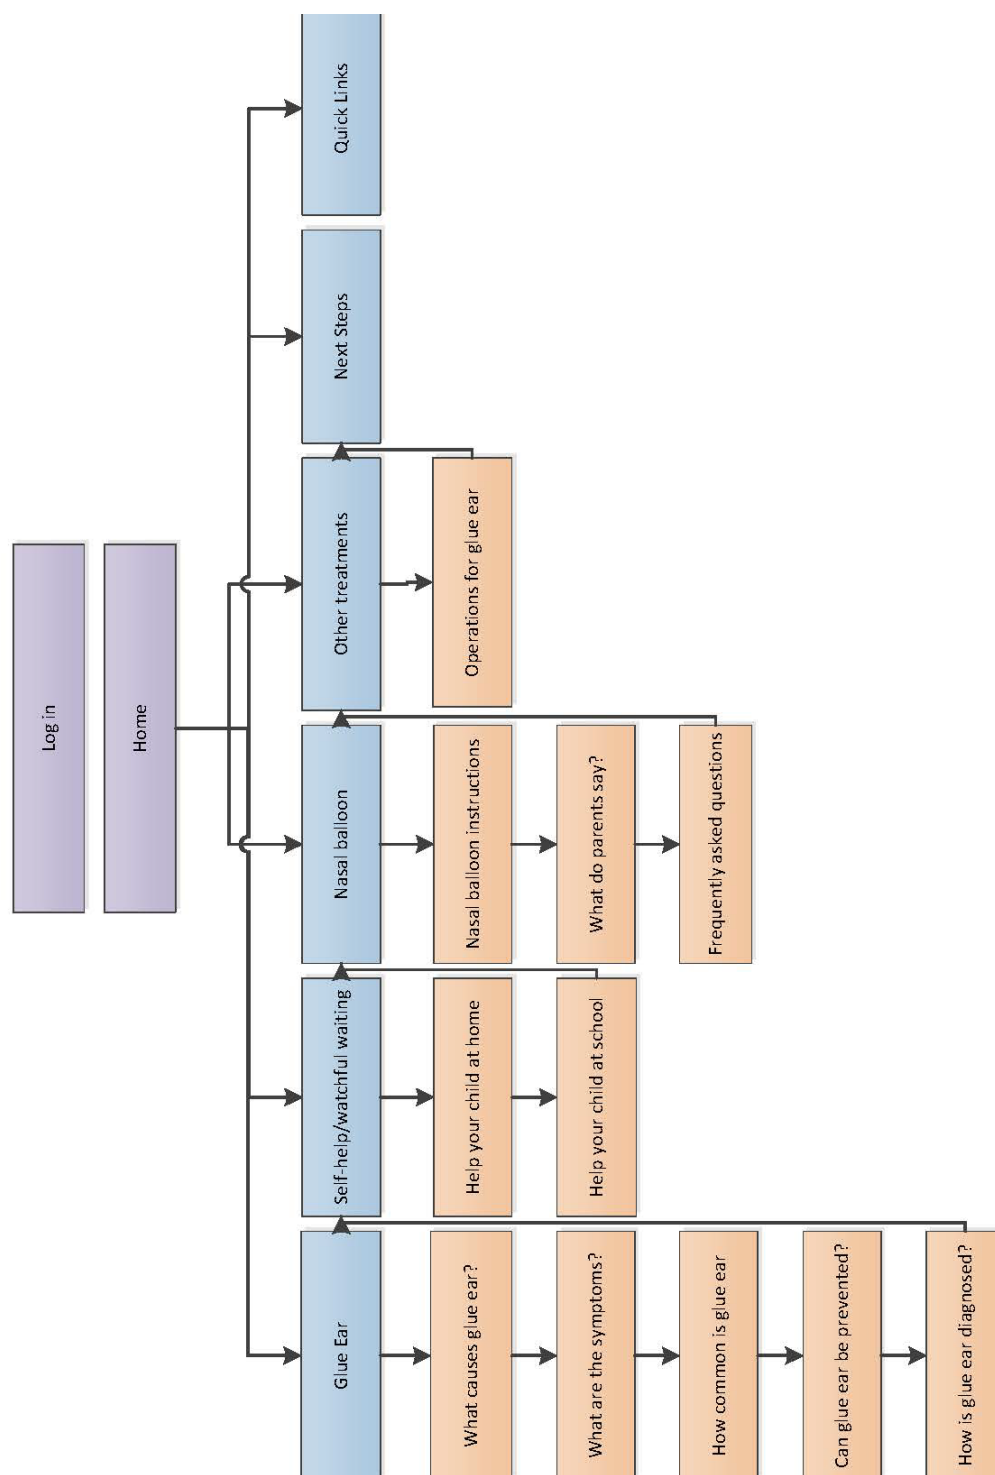 Log in
Home
Glue Ear
Self-help/watchful waiting
Nasal balloon
Other treatments
Next Steps
Quick Links
What causes glue ear?
Help your child at home
Nasal balloon instructions
Operations for glue ear
What are the symptoms?
Help your child at school
What do parents say?
How common is glue ear
Frequently asked questions
Can glue ear be prevented?
How is glue ear diagnosed?